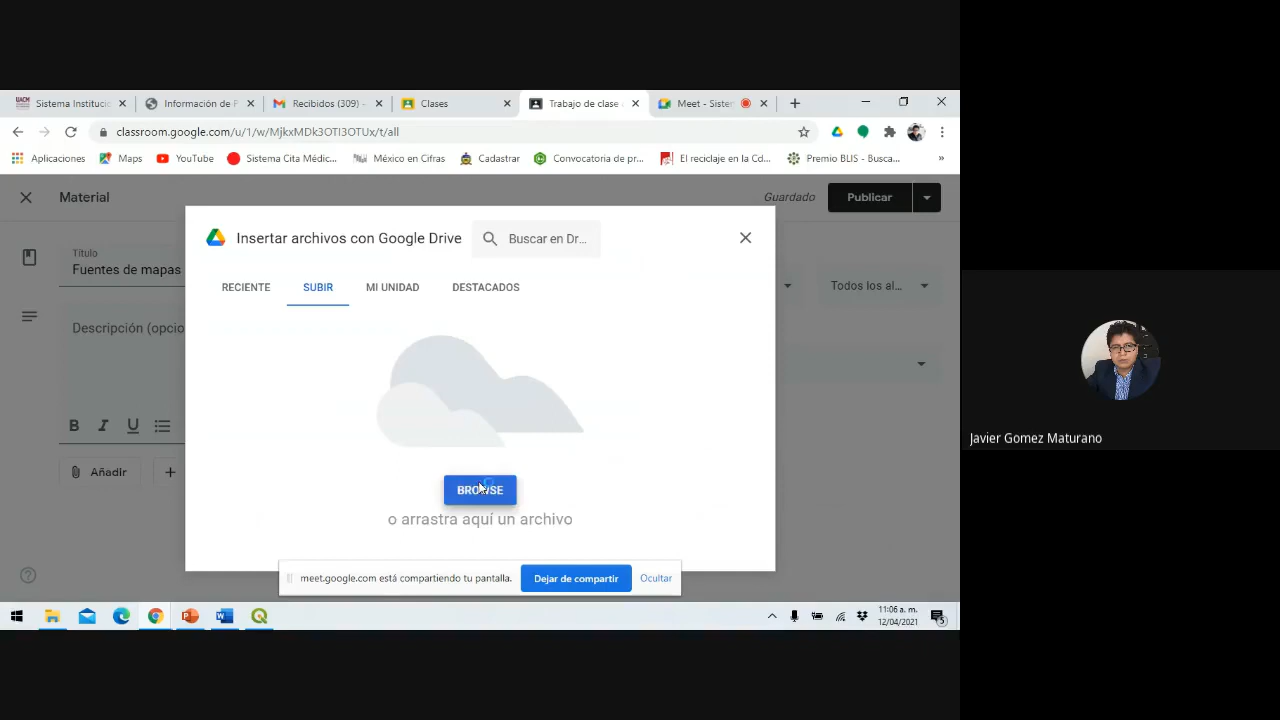 Sistema Instituci
Información de P
Recibidos (309) -
Clases
Trabajo de clase
Meet - Sister
classroom.google.com/u/1/w/MjkxMDk3OTI3OTUx/t/all
Aplicaciones
Maps
YouTube
Sistema Cita Médic...
México en Cifras
Cadastrar
Convocatoria de pr...
El reciclaje en la Cd...
Premio BLIS - Busca...
»
Material
Guardado
Publicar
Título
Fuentes de mapas
Descripción (opcio
B I U
Añadir
Todos los al...
Insertar archivos con Google Drive
Buscar en Dr...
RECIENTE
SUBIR
MI UNIDAD
DESTACADOS
BROWSE
o arrastra aquí un archivo
meet.google.com está compartiendo tu pantalla.
Dejar de compartir
Ocultar
11:06 a. m.
12/04/2021
5
Javier Gomez Maturano